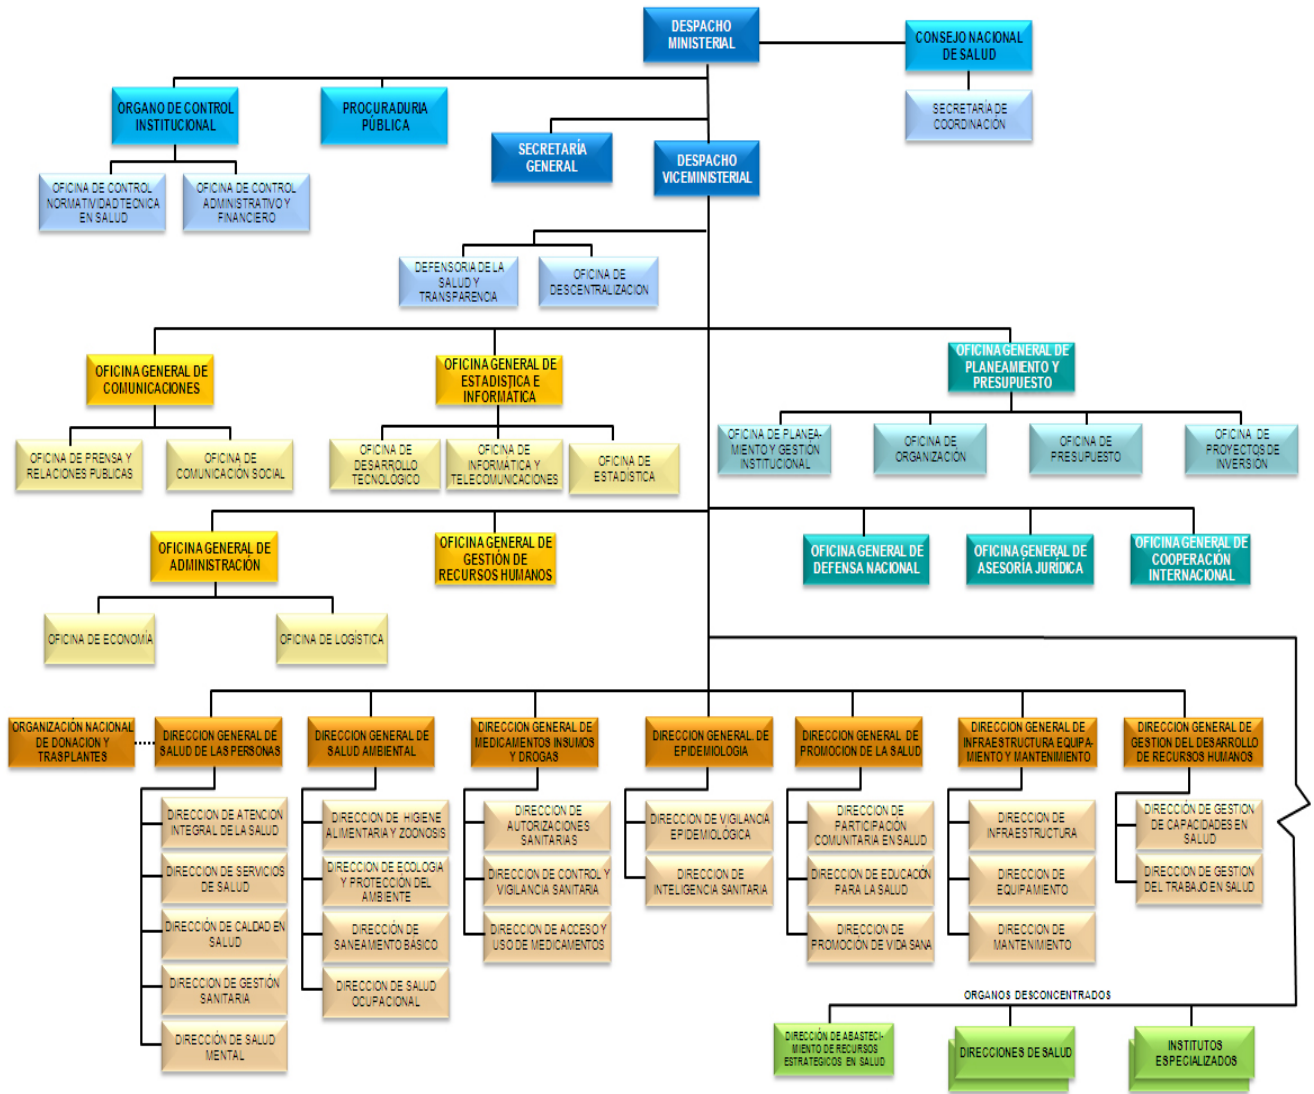 DESPACHO
MINISTERIAL
CONSEJO NACIONAL
DE SALUD
SECRETARÍA DE
COORDINACIÓN
ORGANO DE CONTROL
INSTITUCIONAL
PROCURADURIA
PÚBLICA
SECRETARÍA
GENERAL
DESPACHO
VICEMINISTERIAL
OFICINA DE CONTROL
NORMATIVIDAD TECNICA
EN SALUD
OFICINA DE CONTROL
ADMINISTRATIVO Y
FINANCIERO
DEFENSORIA DE LA
SALUD Y
TRANSPARENCIA
OFICINA DE
DESCENTRALIZACION
OFICINA GENERAL DE
COMUNICACIONES
OFICINA GENERAL DE
ESTADISTICA E
INFORMÁTICA
OFICINA GENERAL DE
PLANEAMIENTO Y
PRESUPUESTO
OFICINA DE PRENSA Y
RELACIONES PUBLICAS
OFICINA DE
COMUNICACIÓN SOCIAL
OFICINA DE
DESARROLLO
TECNOLÓGICO
OFICINA DE
INFORMÁTICA Y
TELECOMUNICACIONES
OFICINA DE
ESTADÍSTICA
OFICINA DE PLANEA-
MIENTO Y GESTIÓN
INSTITUCIONAL
OFICINA DE
ORGANIZACIÓN
OFICINA DE
PRESUPUESTO
OFICINA DE
PROYECTOS DE
INVERSIÓN
OFICINA GENERAL DE
ADMINISTRACIÓN
OFICINA GENERAL DE
GESTIÓN DE
RECURSOS HUMANOS
OFICINA GENERAL DE
DEFENSA NACIONAL
OFICINA GENERAL DE
ASESORÍA JURÍDICA
OFICINA GENERAL DE
COOPERACIÓN
INTERNACIONAL
OFICINA DE ECONOMÍA
OFICINA DE LOGÍSTICA
ORGANIZACIÓN NACIONAL
DE DONACION Y
TRASPLANTES
DIRECCION GENERAL DE
SALUD DE LAS PERSONAS
DIRECCION GENERAL DE
SALUD AMBIENTAL
DIRECCION GENERAL DE
MEDICAMENTOS INSUMOS
Y DROGAS
DIRECCION GENERAL. DE
EPIDEMIOLOGIA
DIRECCION GENERAL DE
PROMOCION DE LA SALUD
DIRECCION GENERAL DE
INFRAESTRUCTURA EQUIPA-
MIENTO Y MANTENIMIENTO
DIRECCION GENERAL DE
GESTION DEL DESARROLLO
DE RECURSOS HUMANOS
DIRECCION DE ATENCION
INTEGRAL DE LA SALUD
DIRECCION DE SERVICIOS
DE SALUD
DIRECCIÓN DE CALDAD EN
SALUD
DIRECCION DE GESTIÓN
SANITARIA
DIRECCIÓN DE SALUD
MENTAL
DIRECCION DE HIGIENE
ALIMENTARIA Y ZOONOSIS
DIRECCION DE ECOLOGIA
Y PROTECCIÓN DEL
AMBIENTE
DIRECCIÓN DE
SANEAMIENTO BÁSICO
DIRECCION DE SALUD
OCUPACIONAL
DIRECCION DE
AUTORIZACIONES
SANITARIAS
DIRECCION DE CONTROL Y
VIGILANCIA SANITARIA
DIRECCION DE ACCESO Y
USO DE MEDICAMENTOS
DIRECCION DE VIGILANCIA
EPIDEMIOLÓGICA
DIRECCION DE
INTELIGENCIA SANITARIA
DIRECCION DE
PARTICIPACIÓN
COMUNITARIA EN SALUD
DIRECCION DE EDUCACIÓN
PARA LA SALUD
DIRECCION DE
PROMOCIÓN DE VIDA SANA
DIRECCION DE
INFRAESTRUCTURA
DIRECCION DE
EQUIPAMIENTO
DIRECCION DE
MANTENIMIENTO
DIRECCIÓN DE GESTION
DE CAPACIDADES EN
SALUD
DIRECCION DE GESTION
DEL TRABAJO EN SALUD
ORGANOS DESCONCENTRADOS
DIRECCIÓN DE ABASTECI-
MIENTO DE RECURSOS
ESTRATEGICOS EN SALUD
DIRECCIONES DE SALUD
INSTITUTOS
ESPECIALIZADOS